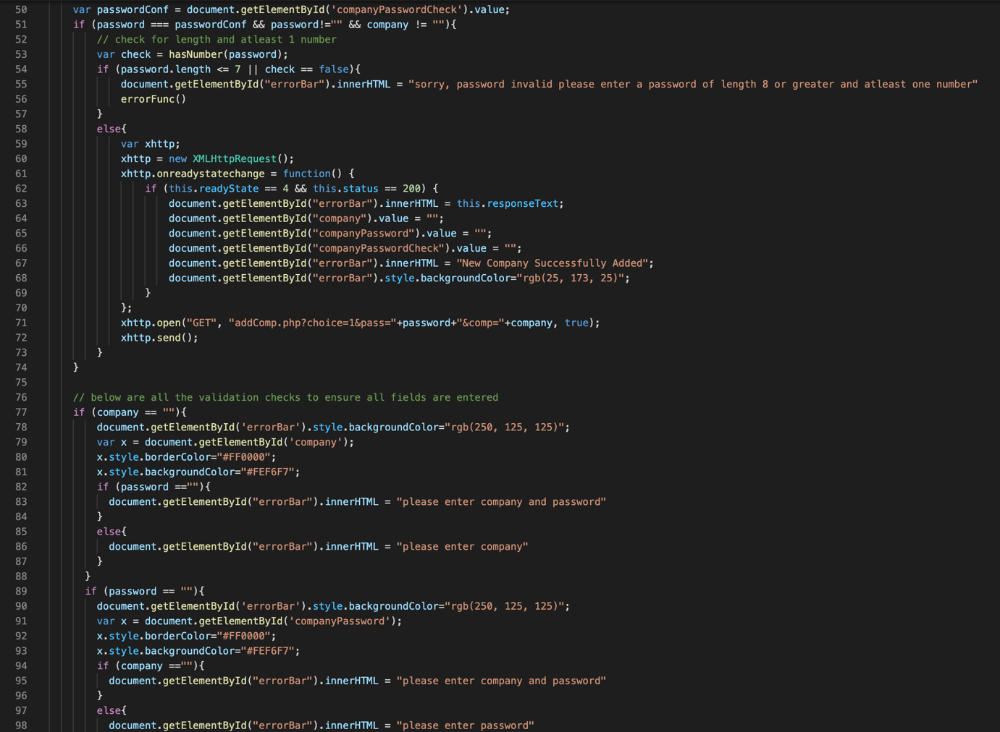 50 var passwordConf = document.getElementById('companyPasswordCheck').value;
51 if (password === passwordConf && password!="" && company != ""){
52 // check for length and atleast 1 number
53 var check = hasNumber(password);
54 if (password.length <= 7 || check == false){
55 document.getElementById("errorBar").innerHTML = "sorry, password invalid please enter a password of length 8 or greater and atleast one number"
56 errorFunc()
57 }
58 else{
59 var xhttp;
60 xhttp = new XMLHttpRequest();
61 xhttp.onreadystatechange = function() {
62 if (this.readyState == 4 && this.status == 200) {
63 document.getElementById("errorBar").innerHTML = this.responseText;
64 document.getElementById("company").value = "";
65 document.getElementById("companyPassword").value = "";
66 document.getElementById("companyPasswordCheck").value = "";
67 document.getElementById("errorBar").innerHTML = "New Company Successfully Added";
68 document.getElementById("errorBar").style.backgroundColor="rgb(25, 173, 25)";
69 }
70 };
71 xhttp.open("GET", "addComp.php?choice=1&pass="+password+"&comp="+company, true);
72 xhttp.send();
73 }
74 }
75
76 // below are all the validation checks to ensure all fields are entered
77 if (company == ""){
78 document.getElementById('errorBar').style.backgroundColor="rgb(250, 125, 125)";
79 var x = document.getElementById('company');
80 x.style.borderColor="#FF0000";
81 x.style.backgroundColor="#FEF6F7";
82 if (password ==""){
83 document.getElementById("errorBar").innerHTML = "please enter company and password"
84 }
85 else{
86 document.getElementById("errorBar").innerHTML = "please enter company"
87 }
88 }
89 if (password == ""){
90 document.getElementById('errorBar').style.backgroundColor="rgb(250, 125, 125)";
91 var x = document.getElementById('companyPassword');
92 x.style.borderColor="#FF0000";
93 x.style.backgroundColor="#FEF6F7";
94 if (company ==""){
95 document.getElementById("errorBar").innerHTML = "please enter company and password"
96 }
97 else{
98 document.getElementById("errorBar").innerHTML = "please enter password"